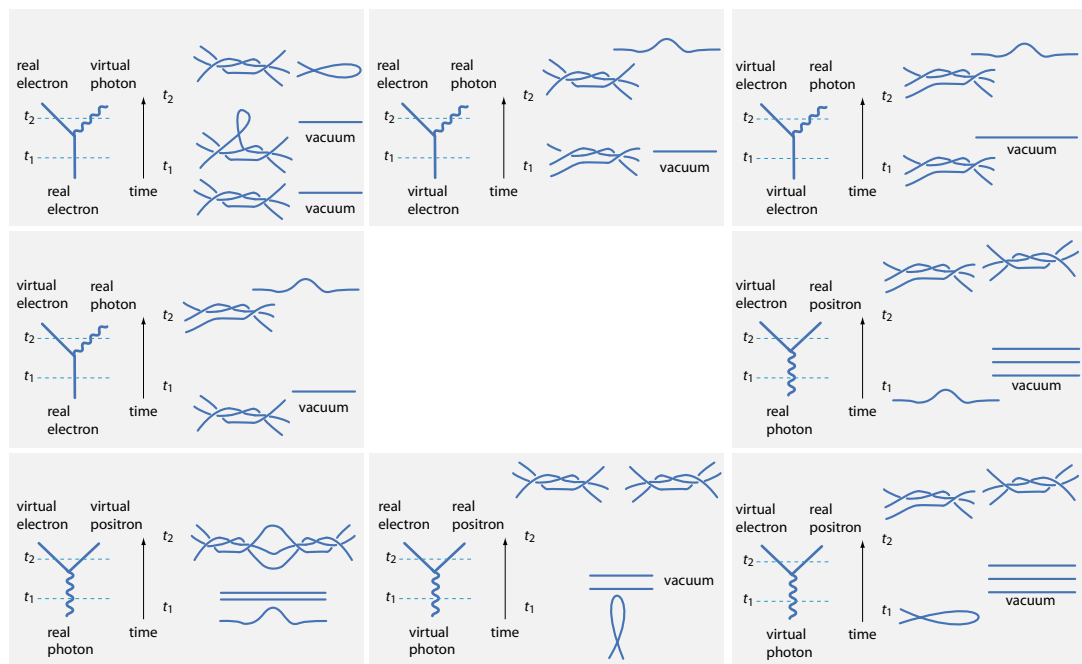 real virtual
electron photon
t2
t2
t1
vacuum
t1
real
electron
time
vacuum
real real
electron photon
t2
t2
t1
t1
vacuum
virtual
electron
time
virtual real
electron photon
t2
t2
t1
vacuum
t1
virtual
electron
time
virtual real
electron photon
t2
t2
t1
t1
vacuum
real
electron
time
virtual real
electron positron
t2
t2
t1
t1
vacuum
real
photon
time
virtual virtual
electron positron
t2
t2
t1
t1
real
photon
time
real real
electron positron
t2
t2
vacuum
t1
t1
virtual
photon
time
virtual real
electron positron
t2
t2
t1
vacuum
t1
virtual
photon
time